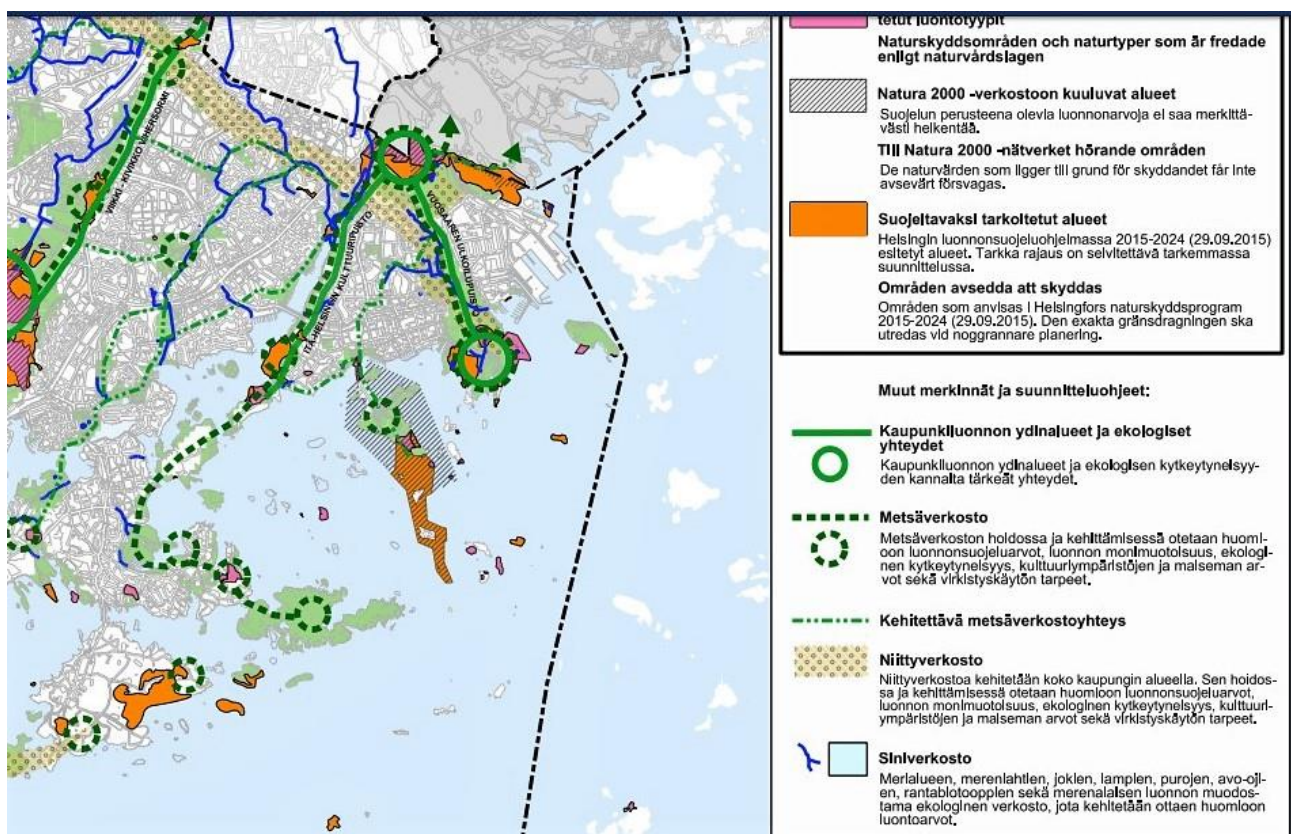 tetut luontotyypit
Naturskyddsområden och naturtyper som är fredade
enligt naturvårdslagen
Natura 2000 -verkostoon kuuluvat alueet
Suojelun perusteena olevia luonnonarvoja ei saa merkittä-
västi heikentää.
Till Natura 2000 -nätverket hörande områden
De naturvärden som ligger till grund för skyddandet får inte
avsevärt försvagas.
Suojeltavaksi tarkoitetut alueet
Helsingin luonnonsuojeluohjelmassa 2015-2024 (29.09.2015)
esitetyt alueet. Tarkka rajaus on selvitettävä tarkemmassa
suunnittelussa.
Områden avsedda att skyddas
Områden som anvisas i Helsingfors naturskyddsprogram
2015-2024 (29.09.2015). Den exakta gränsdragningen ska
utredas vid noggrannare planering.
Muut merkinnät ja suunnitteluohjeet:
Kaupunkiluonnon ydinalueet ja ekologiset
yhteydet
Kaupunkiluonnon ydinalueet ja ekologisen kytkeytyneisyy-
den kannalta tärkeät yhteydet.
Metsäverkosto
Metsäverkoston hoidossa ja kehittämisessä otetaan huomi-
oon luonnonsuojeluarvot, luonnon monimuotoisuus, ekologi-
nen kytkeytyneisyys, kulttuuriympäristöjen ja maiseman ar-
vot sekä virkistyskäytön tarpeet.
Kehitettävä metsäverkostoyhteys
Niittyverkosto
Niittyverkostoa kehitetään koko kaupungin alueella. Sen hoidos-
sa ja kehittämisessä otetaan huomioon luonnonsuojeluarvot,
luonnon monimuotoisuus, ekologinen kytkeytyneisyys, kulttuuri-
ympäristöjen ja maiseman arvot sekä virkistyskäytön tarpeet.
Siniverkosto
Merialueen, merenlahtien, jokien, lampien, purojen, avo-oji-
en, rantabiotooppien sekä merenalaisen luonnon muodos-
tama ekologinen verkosto, jota kehitetään ottaen huomioon
luontoarvot.
VIIKKI - KIVIKKO VIHERSORMI
ITÄ-HELSINGIN KULTTUURIPUISTO
VUOSAAREN ULKOILUPUIS